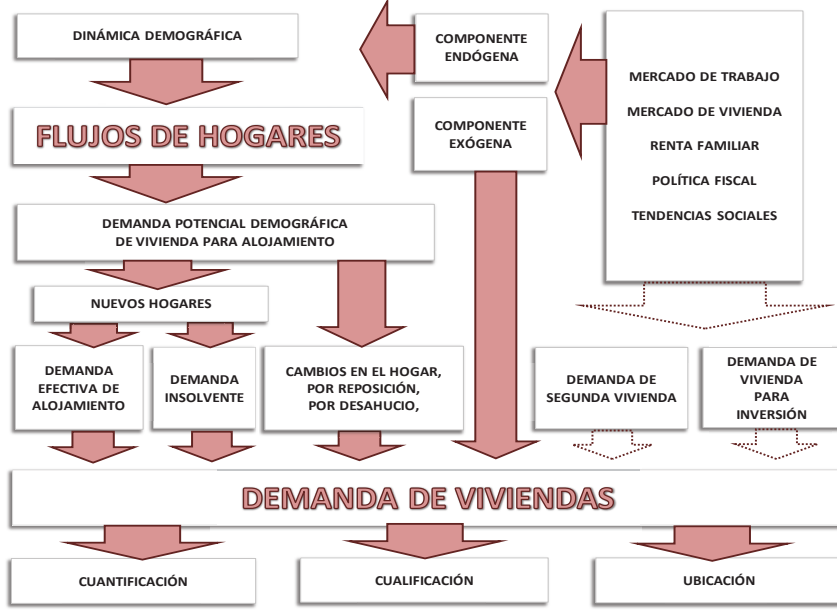 DINÁMICA DEMOGRÁFICA
COMPONENTE
ENDÓGENA
MERCADO DE TRABAJO
MERCADO DE VIVIENDA
RENTA FAMILIAR
POLÍTICA FISCAL
TENDENCIAS SOCIALES
FLUJOS DE HOGARES
COMPONENTE
EXÓGENA
DEMANDA POTENCIAL DEMOGRÁFICA
DE VIVIENDA PARA ALOJAMIENTO
NUEVOS HOGARES
DEMANDA
EFECTIVA DE
ALOJAMIENTO
DEMANDA
INSOLVENTE
CAMBIOS EN EL HOGAR,
POR REPOSICIÓN,
POR DESAHUCIO,
DEMANDA DE
SEGUNDA VIVIENDA
DEMANDA DE
VIVIENDA
PARA
INVERSIÓN
DEMANDA DE VIVIENDAS
CUANTIFICACIÓN
CUALIFICACIÓN
UBICACIÓN